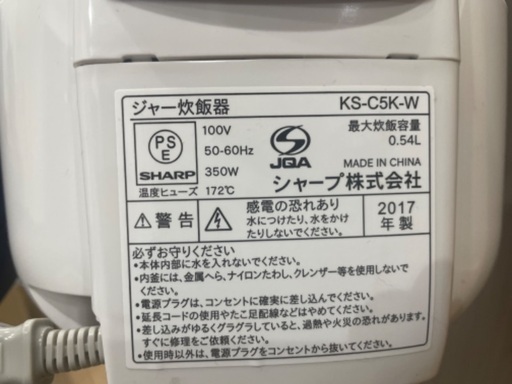 ジャー炊飯器 KS-C5K-W
PS
E
SHARP
100V
50-60Hz
350W
温度ヒューズ 172℃
JQA
最大炊飯容量
0.54L
MADE IN CHINA
シャープ株式会社
警告
感電の恐れあり
水につけたり、水をかけ
たりしないでください。
2017
年製
必ずお守りください
•本体内部に水を入れないでください。
•内釜には、金属へら、ナイロンたわし、クレンザー等を使用しない
でください。
•電源プラグは、コンセントに確実に差し込んでください。
•延長コードの使用やたこ足配線などはやめてください。
•差し込みがゆるくグラグラしていると、過熱や火災の恐れがあります。
すぐに修理をご依頼ください。
•使用時以外は、電源プラグをコンセントから抜いてください。